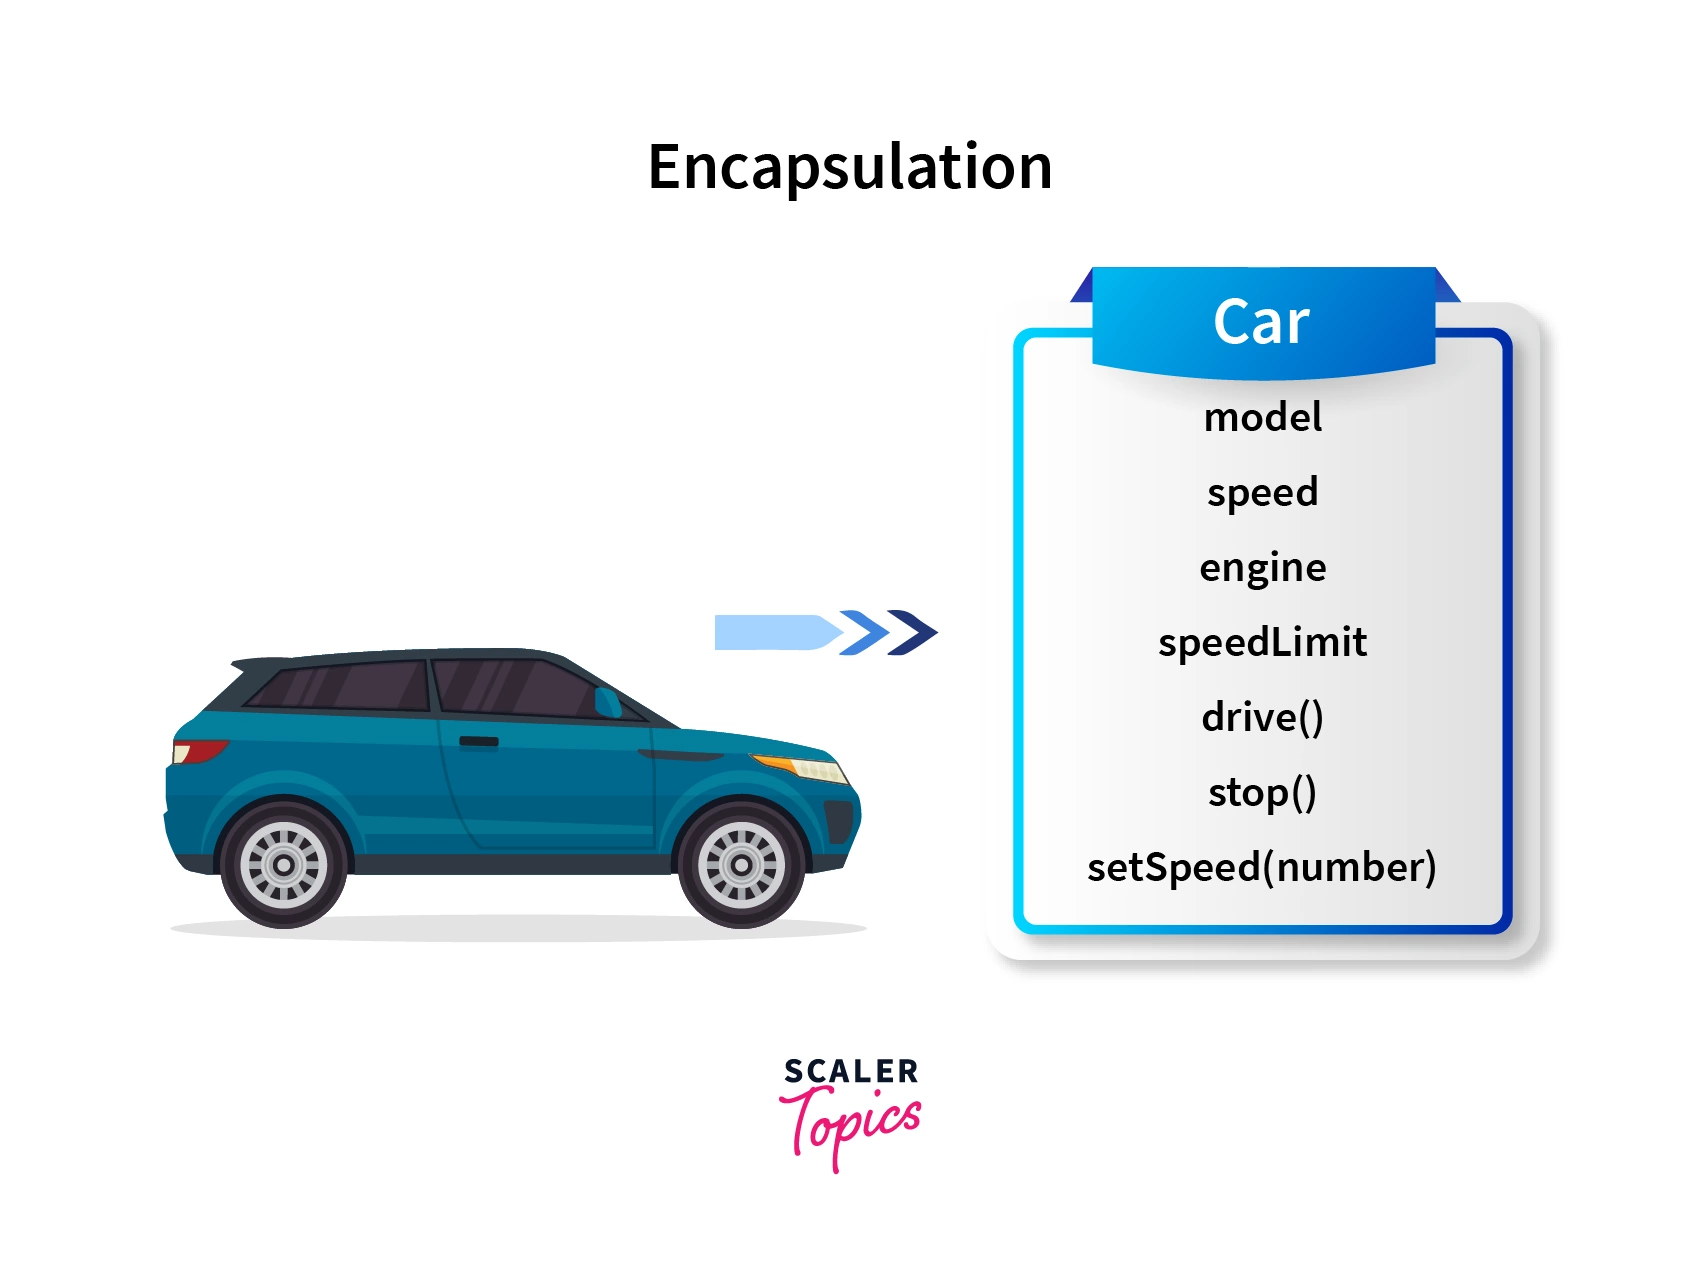 Encapsulation
Car
model
speed
engine
speedLimit
drive()
stop()
setSpeed(number)
SCALER
Topics